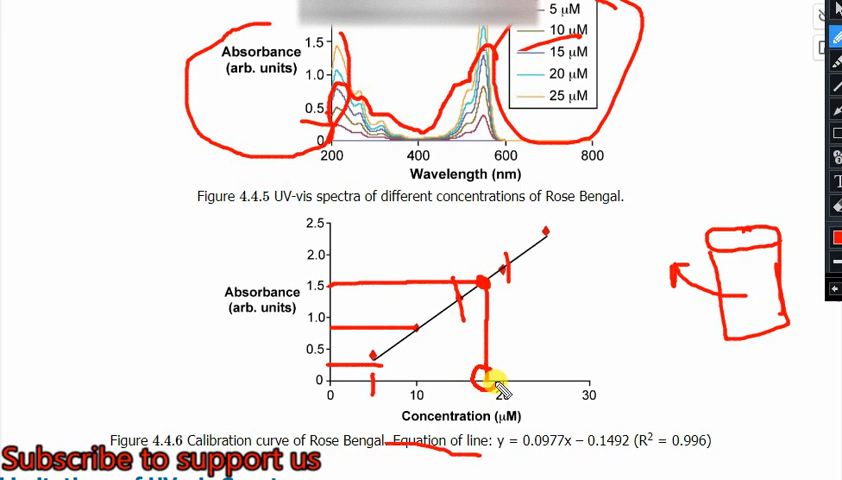 5 μM
10 μM
1.5
Absorbance
(arb. units)
15 μM
1.0
20 μM
0.5
25 μM
0
200
400
600
800
Wavelength (nm)
Figure 4.4.5 UV-vis spectra of different concentrations of Rose Bengal.
2.5
2.0
Absorbance
(arb. units)
1.5
1.0
0.5
0
0
10
30
Concentration (μM)
Figure 4.4.6 Calibration curve of Rose Bengal. Equation of line: y = 0.0977x – 0.1492 (R² = 0.996)
Subscribe to support us